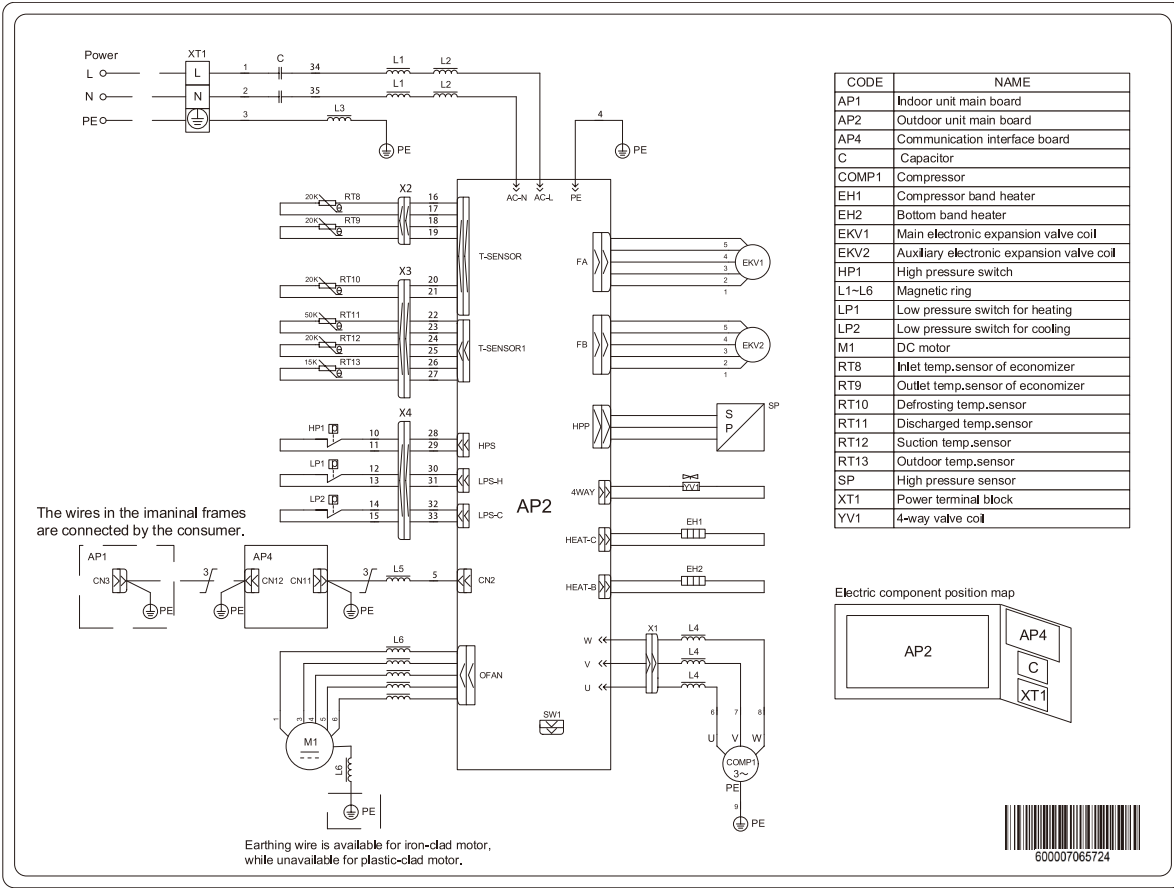 Power
XT1
L
L
1
C
34
L1
L2
N
N
2
35
L1
L2
PE
3
L3
PE
4
PE
AC-N AC-L PE
X2
20K RT8 16
17
20K RT9 18
19
T-SENSOR
X3
20K RT10 20
21
50K RT11 22
23
20K RT12 24
25
15K RT13 26
27
T-SENSOR1
X4
HP1 P 10 28
11 29
HPS
LP1 P 12 30
13 31
LPS-H
LP2 P 14 32
15 33
LPS-C
AP2
The wires in the imaninal frames
are connected by the consumer.
AP1
CN3
PE
3
PE
AP4
CN12 CN11
PE
3
L5
5
CN2
L6
OFAN
1 3 4 5 6
M1
L6
PE
Earthing wire is available for iron-clad motor,
while unavailable for plastic-clad motor.
FA
5
4
3
2
1
EKV1
FB
5
4
3
2
1
EKV2
HPP
S
P
SP
4WAY
YV1
HEAT-C
EH1
HEAT-B
EH2
W
V
U
X1
L4
L4
L4
SW1
6 7 8
U V W
COMP1
3~
PE
9
PE
CODE NAME
AP1 Indoor unit main board
AP2 Outdoor unit main board
AP4 Communication interface board
C Capacitor
COMP1 Compressor
EH1 Compressor band heater
EH2 Bottom band heater
EKV1 Main electronic expansion valve coil
EKV2 Auxiliary electronic expansion valve coil
HP1 High pressure switch
L1~L6 Magnetic ring
LP1 Low pressure switch for heating
LP2 Low pressure switch for cooling
M1 DC motor
RT8 Inlet temp.sensor of economizer
RT9 Outlet temp.sensor of economizer
RT10 Defrosting temp.sensor
RT11 Discharged temp.sensor
RT12 Suction temp.sensor
RT13 Outdoor temp.sensor
SP High pressure sensor
XT1 Power terminal block
YV1 4-way valve coil
Electric component position map
AP2
AP4
C
XT1
600007065724